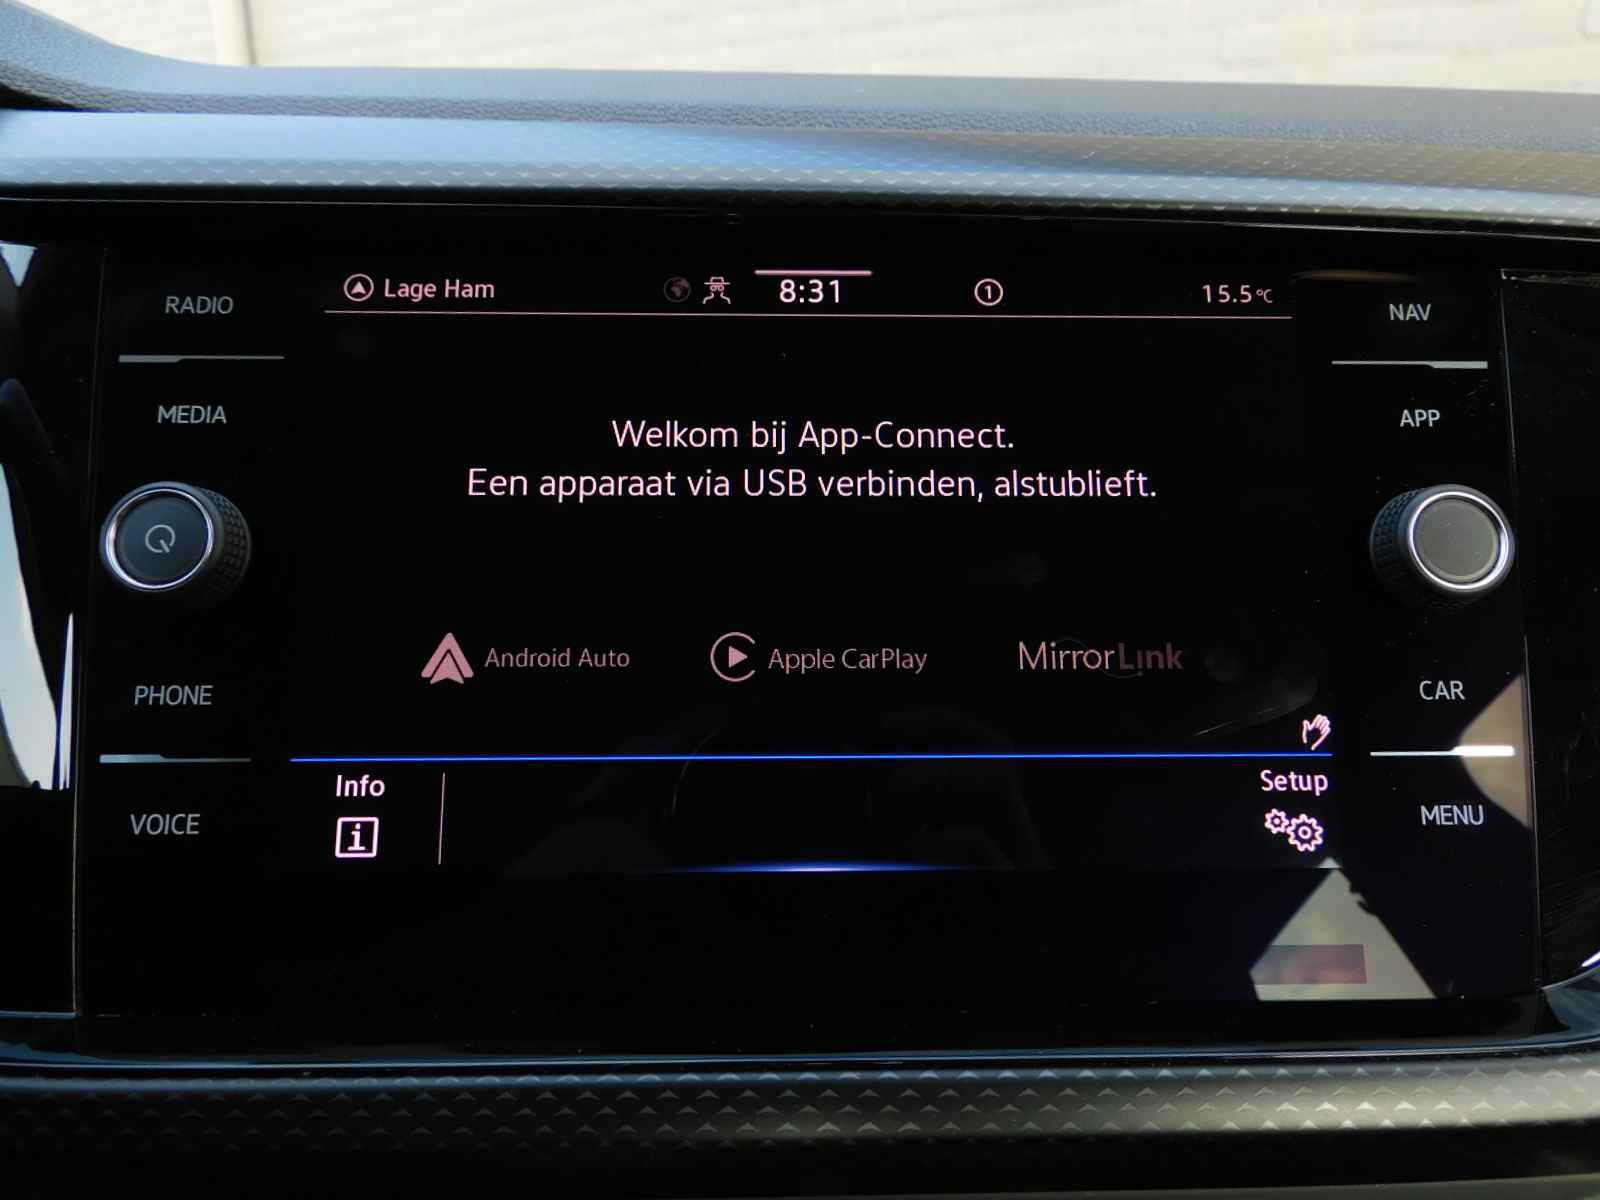 RADIO
MEDIA
PHONE
VOICE
Lage Ham
8:31
1
15.5°C
Welkom bij App-Connect.
Een apparaat via USB verbinden, alstublieft.
Android Auto
Apple CarPlay
MirrorLink
Info
i
Setup
NAV
APP
CAR
MENU